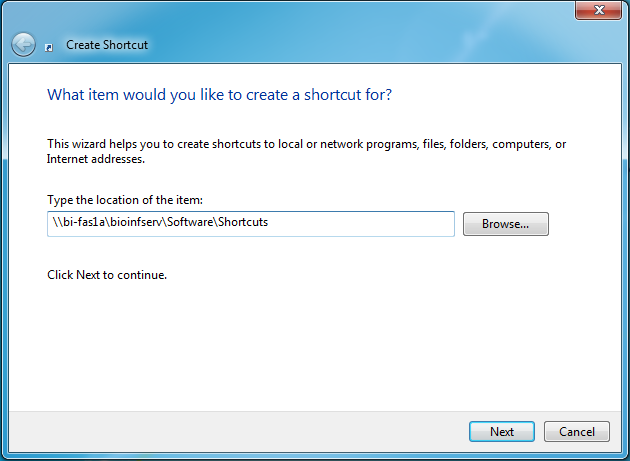 Create Shortcut
What item would you like to create a shortcut for?
This wizard helps you to create shortcuts to local or network programs, files, folders, computers, or
Internet addresses.
Type the location of the item:
\\bi-fas1a\bioinfserv\Software\Shortcuts
Browse...
Click Next to continue.
Next
Cancel